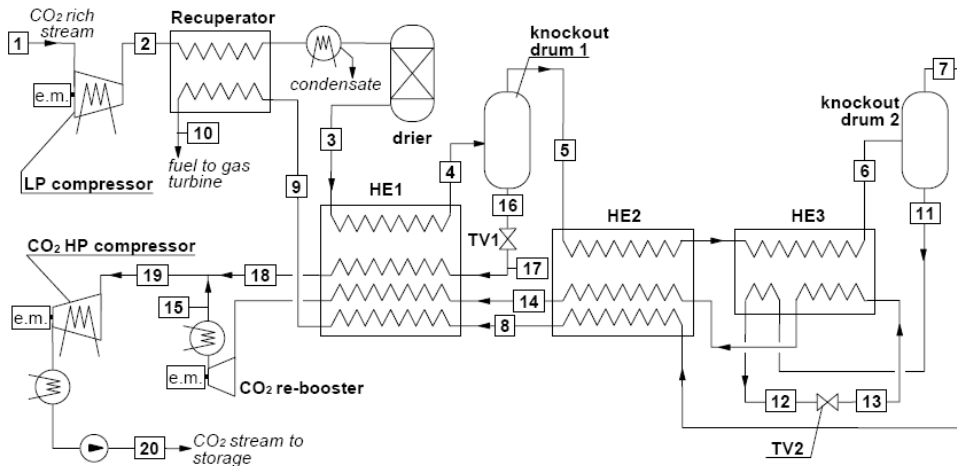 CO₂ rich
stream
1
2
Recuperator
e.m.
condensate
drier
knockout
drum 1
7
knockout
drum 2
10
fuel to gas
turbine
LP compressor
3
4
5
6
9
HE1
16
TV1
HE2
HE3
11
CO₂ HP compressor
19
18
17
15
14
8
e.m.
e.m.
CO₂ re-booster
12
13
TV2
20
CO₂ stream to
storage